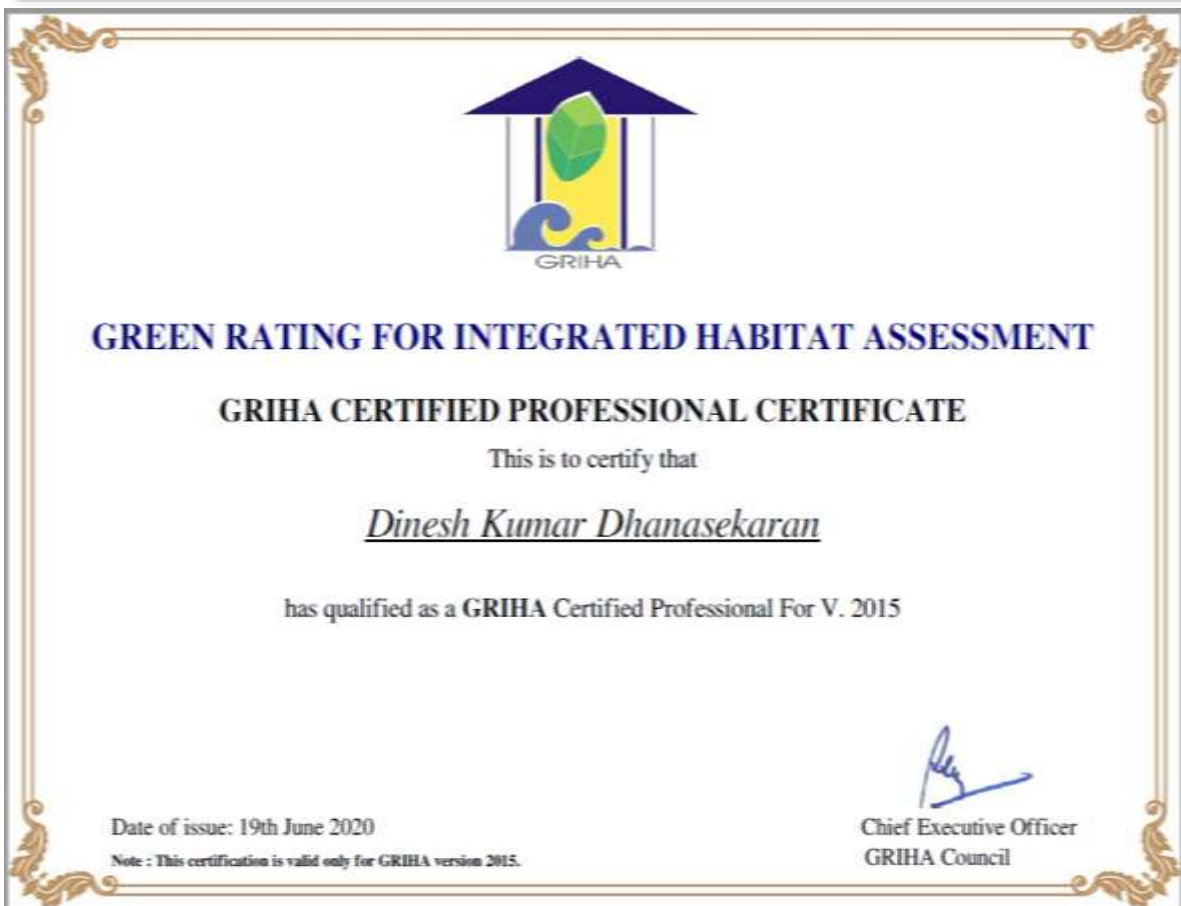 GRIHA
GREEN RATING FOR INTEGRATED HABITAT ASSESSMENT
GRIHA CERTIFIED PROFESSIONAL CERTIFICATE
This is to certify that
Dinesh Kumar Dhanasekaran
has qualified as a GRIHA Certified Professional For V. 2015
Date of issue: 19th June 2020
Note : This certification is valid only for GRIHA version 2015.
Chief Executive Officer
GRIHA Council